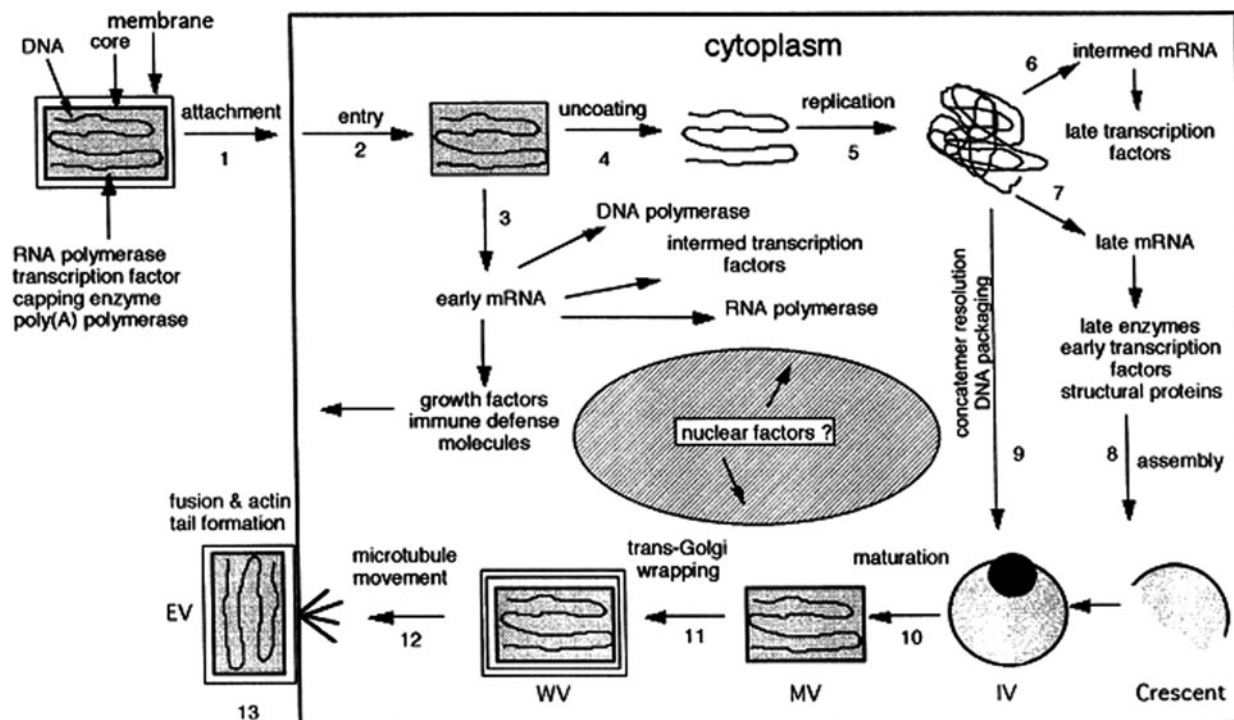 membrane
DNA
core
attachment
1
RNA polymerase
transcription factor
capping enzyme
poly(A) polymerase
cytoplasm
entry
2
uncoating
4
replication
5
6
intermed mRNA
late transcription
factors
7
late mRNA
late enzymes
early transcription
factors
structural proteins
3
early mRNA
DNA polymerase
intermed transcription
factors
RNA polymerase
growth factors
immune defense
molecules
nuclear factors ?
concatemer resolution
DNA packaging
9
8
assembly
fusion & actin
tail formation
EV
13
microtubule
movement
12
trans-Golgi
wrapping
11
WV
maturation
10
MV
IV
Crescent